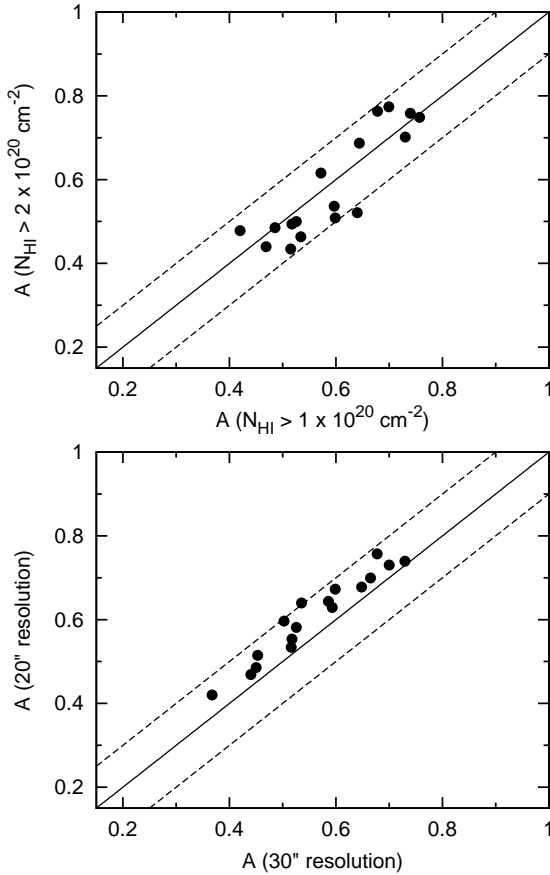 1
0.8
0.6
0.4
0.2
A (N_HI > 2 x 10^20 cm^-2)
0.2 0.4 0.6 0.8 1
A (N_HI > 1 x 10^20 cm^-2)
1
0.8
0.6
0.4
0.2
A (20" resolution)
0.2 0.4 0.6 0.8 1
A (30" resolution)